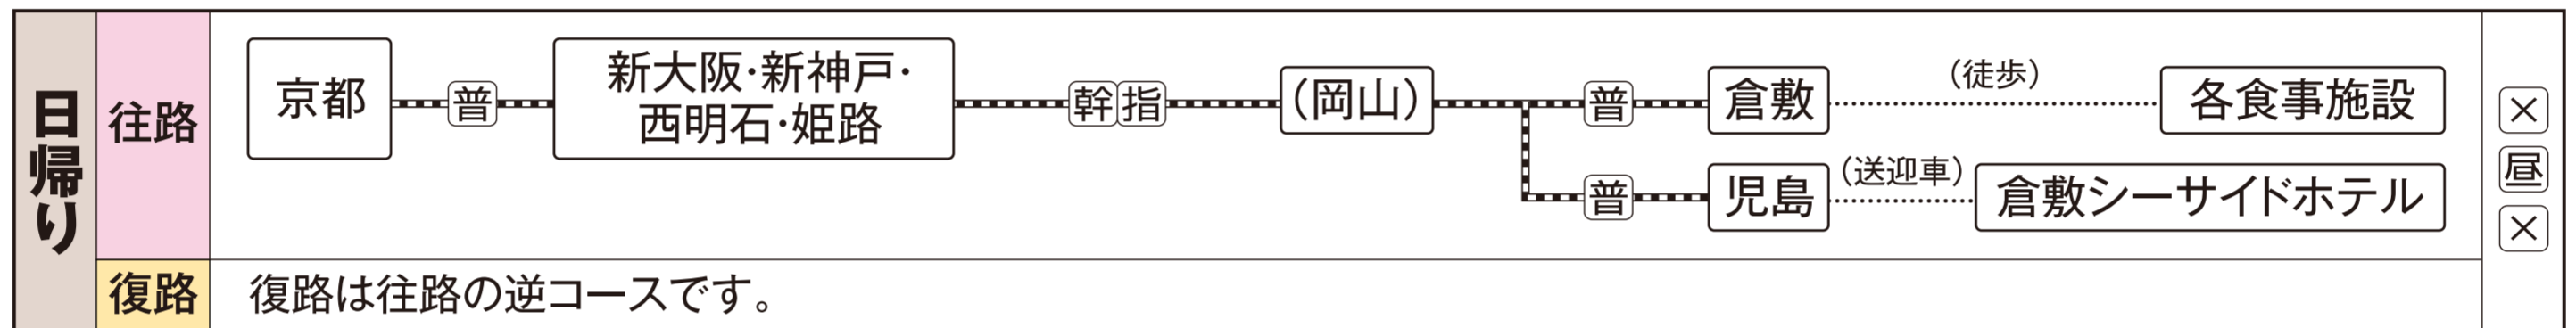 日帰り
往路
京都
普
新大阪・新神戸・
西明石・姫路
幹 指
（岡山）
普
倉敷
（徒歩）
各食事施設
普
児島
（送迎車）
倉敷シーサイドホテル
×
昼
×
復路
復路は往路の逆コースです。